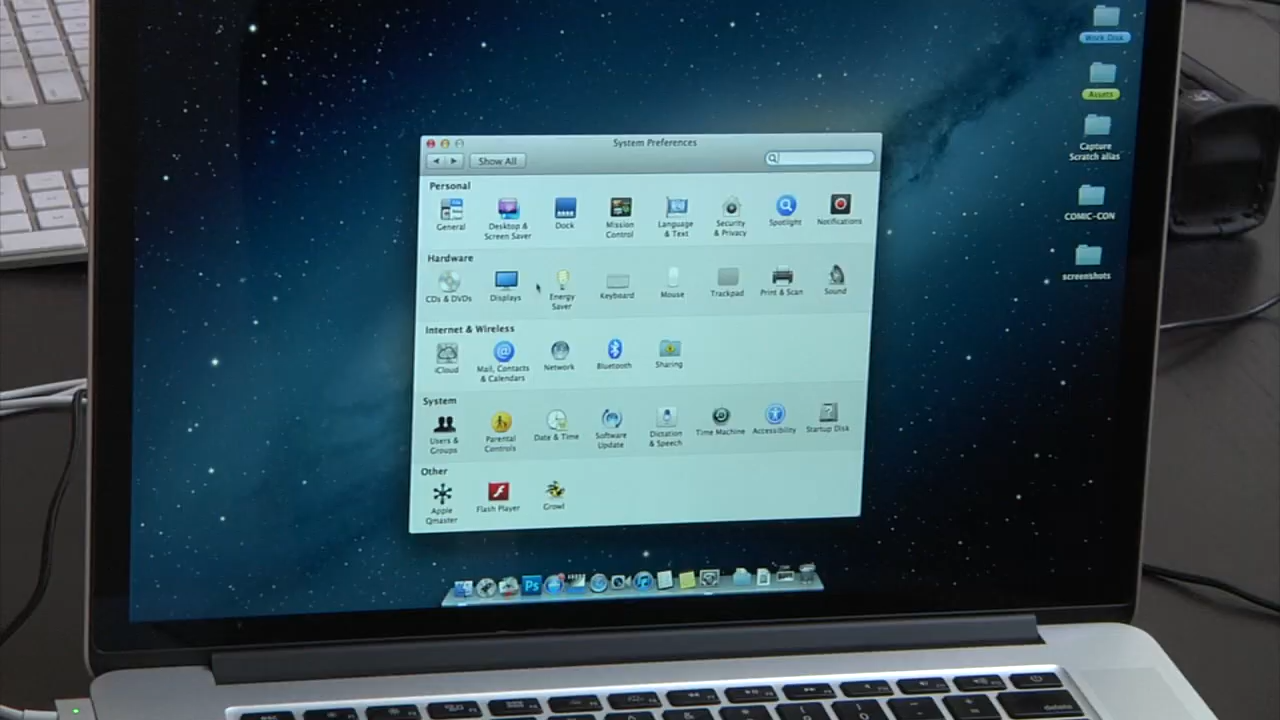 System Preferences
Show All
Personal
General
Desktop &
Screen Saver
Dock
Mission
Control
Language
& Text
Security
& Privacy
Spotlight
Notifications
Hardware
CDs & DVDs
Displays
Energy
Saver
Keyboard
Mouse
Trackpad
Print & Scan
Sound
Internet & Wireless
iCloud
Mail, Contacts
& Calendars
Network
Bluetooth
Sharing
System
Users &
Groups
Parental
Controls
Date & Time
Software
Update
Dictation
& Speech
Time Machine
Accessibility
Startup Disk
Other
Apple
Qmaster
Flash Player
Growl
Work Disk
Assets
Capture
Scratch alias
COMIC-CON
screenshots
Ps
esc
delete